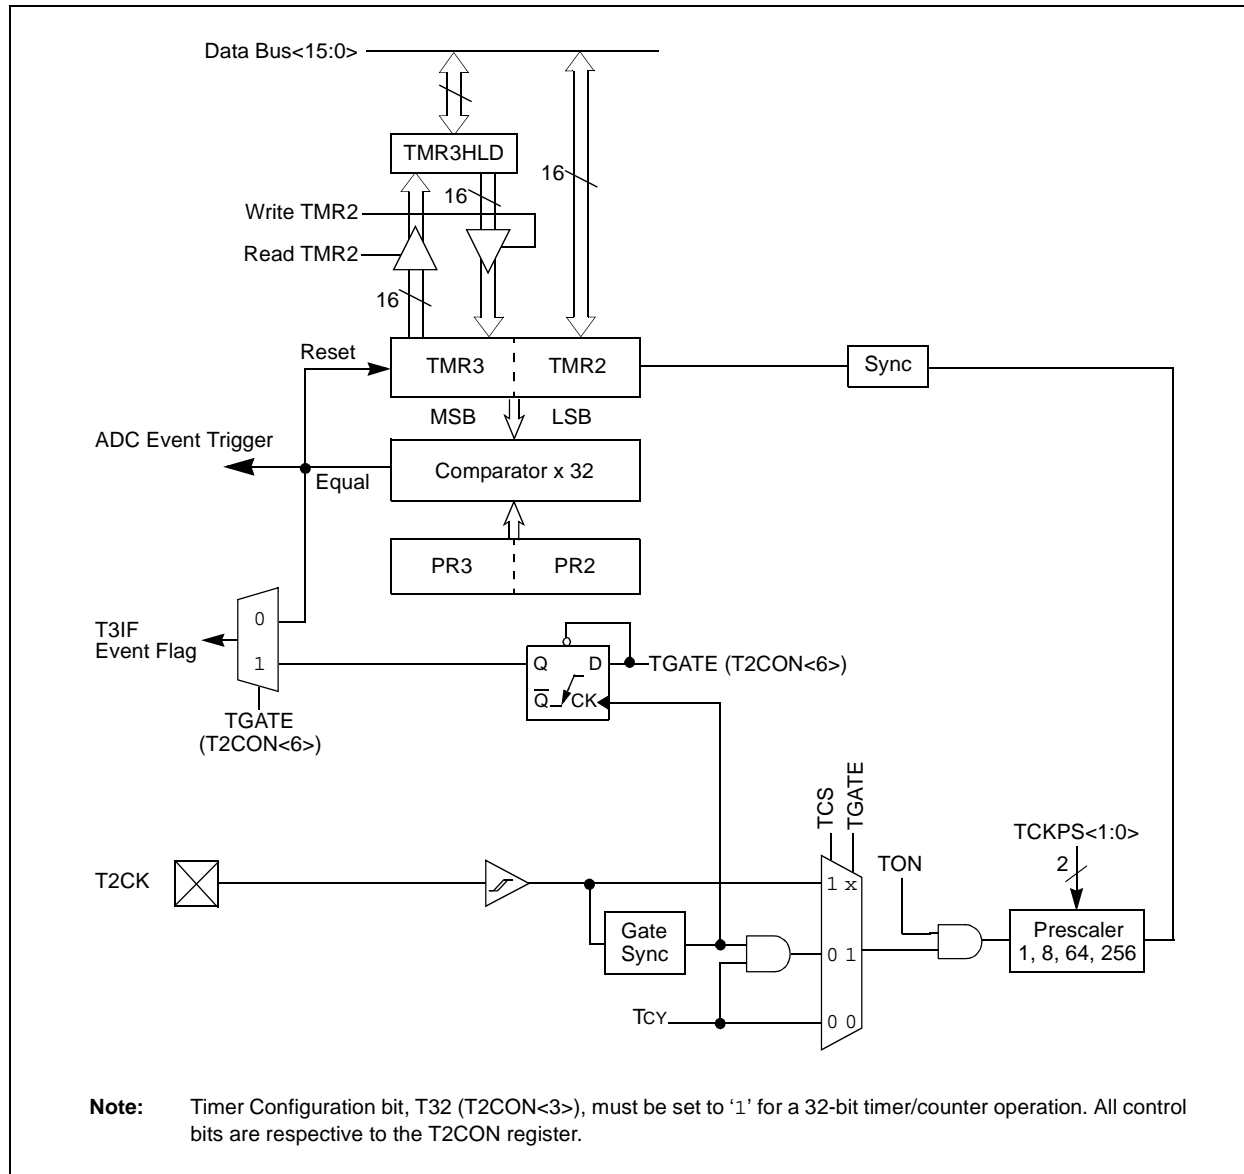 Data Bus<15:0>
TMR3HLD
16
16
Write TMR2
Read TMR2
16
Reset
TMR3
TMR2
Sync
MSB
LSB
ADC Event Trigger
Equal
Comparator x 32
PR3
PR2
0
1
T3IF
Event Flag
TGATE
(T2CON<6>)
Q
D
Q̅
CK
TGATE (T2CON<6>)
TCS
TGATE
TCKPS<1:0>
2
TON
T2CK
1 x
Gate
Sync
0 1
Prescaler
1, 8, 64, 256
TCY
0 0
Note: Timer Configuration bit, T32 (T2CON<3>), must be set to ‘1’ for a 32-bit timer/counter operation. All control
bits are respective to the T2CON register.